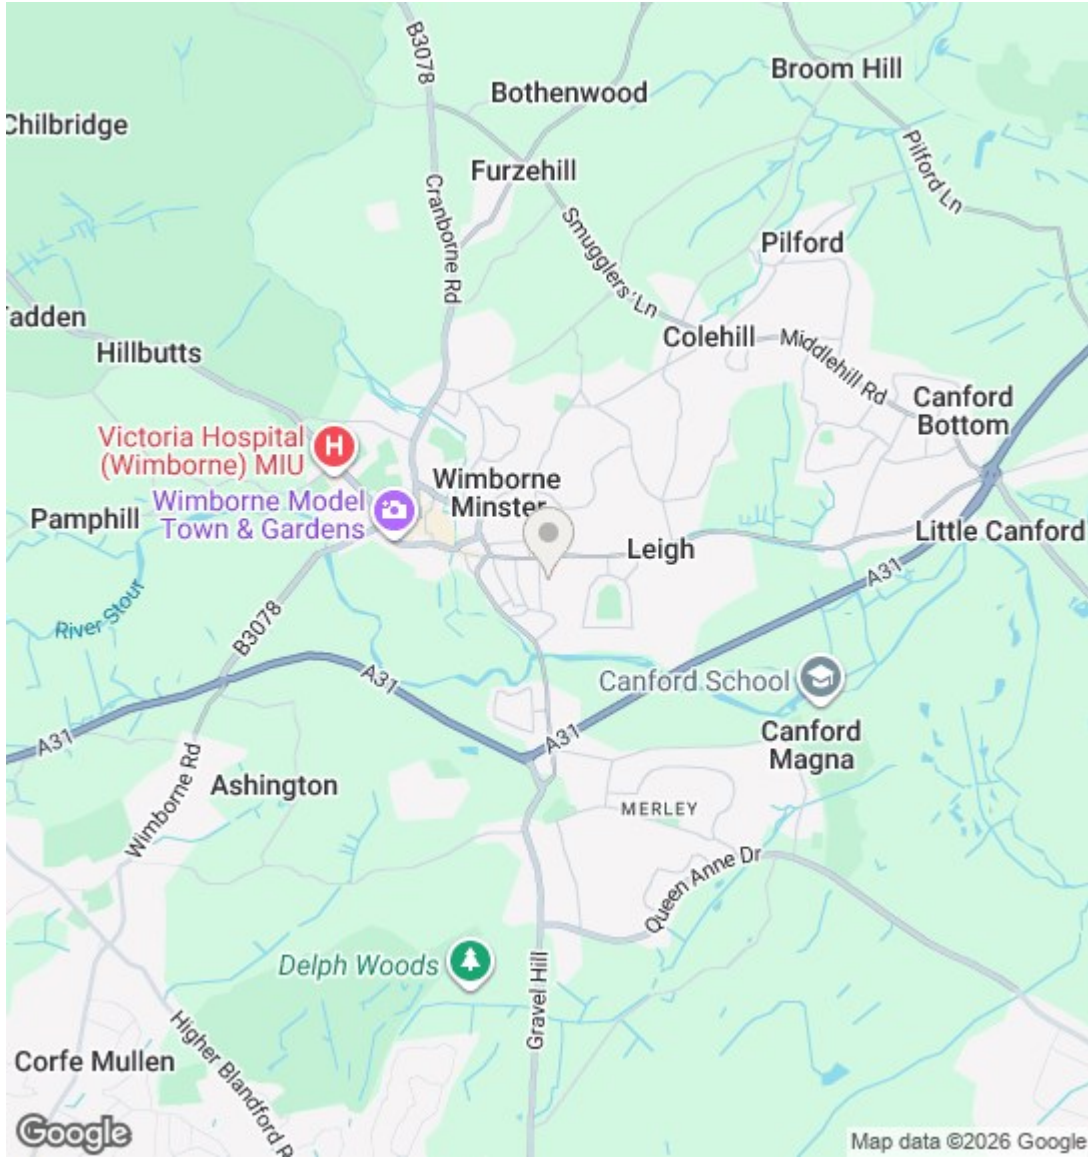 B3078
Bothenwood
Broom Hill
Chilbridge
Furzehill
Pilford Ln
Cranborne Rd
Smugglers' Ln
Pilford
Hillbutts
Colehill
Middlehill Rd
Canford
Bottom
Victoria Hospital
(Wimborne) MIU
H
Wimborne
Minster
Wimborne Model
Town & Gardens
Pamphill
Little Canford
Leigh
A31
River Stour
B3078
A31
Canford School
A31
A31
Canford
Magna
Wimborne Rd
Ashington
MERLEY
Queen Anne Dr
Delph Woods
Gravel Hill
Corfe Mullen
Higher Blandford R
Google
Map data ©2026 Google